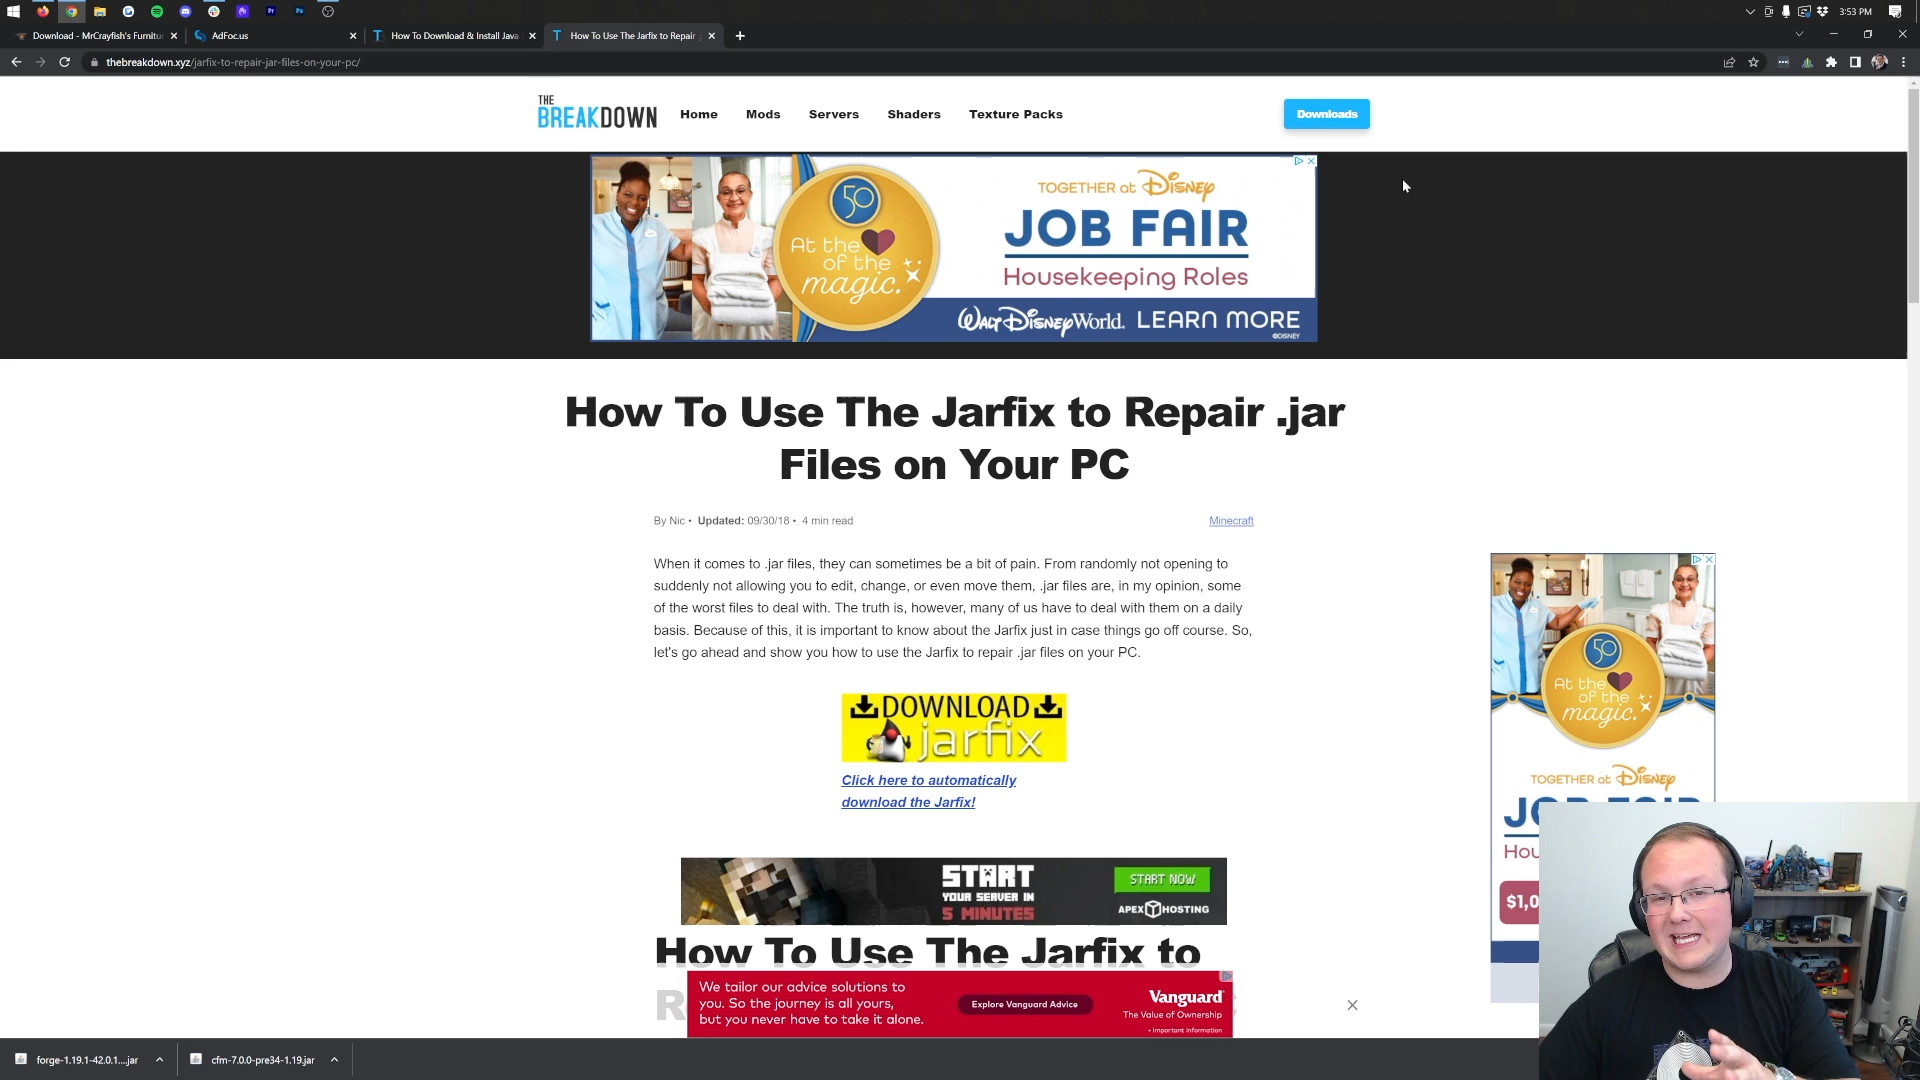 3:53 PM
Download - MrCrayfish's Furnitu
AdFoc.us
How To Download & Install Java
How To Use The Jarfix to Repair
thebreakdown.xyz/jarfix-to-repair-jar-files-on-your-pc/
THE
BREAKDOWN
Home
Mods
Servers
Shaders
Texture Packs
Downloads
50
At the
of the
magic.
TOGETHER at Disney
JOB FAIR
Housekeeping Roles
Walt Disney World. LEARN MORE
©DISNEY
How To Use The Jarfix to Repair .jar
Files on Your PC
By Nic • Updated: 09/30/18 • 4 min read
Minecraft
When it comes to .jar files, they can sometimes be a bit of pain. From randomly not opening to
suddenly not allowing you to edit, change, or even move them, .jar files are, in my opinion, some
of the worst files to deal with. The truth is, however, many of us have to deal with them on a daily
basis. Because of this, it is important to know about the Jarfix just in case things go off course. So,
let's go ahead and show you how to use the Jarfix to repair .jar files on your PC.
DOWNLOAD
jarfix
Click here to automatically
download the Jarfix!
START
YOUR SERVER IN
5 MINUTES
START NOW
APEX HOSTING
How To Use The Jarfix to
R
We tailor our advice solutions to
you. So the journey is all yours,
but you never have to take it alone.
Explore Vanguard Advice
Vanguard
The Value of Ownership
+ Important information
50
At the
of the
magic.
TOGETHER at Disney
JOB FAIR
Hou
$1,0
forge-1.19.1-42.0.1....jar
cfm-7.0.0-pre34-1.19.jar